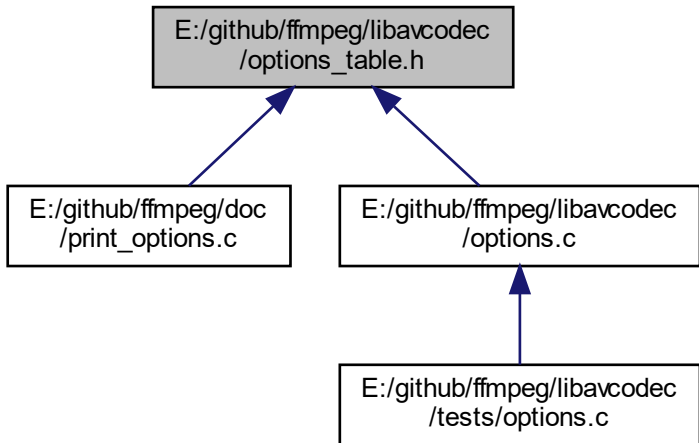 E:/github/ffmpeg/libavcodec
/options_table.h
E:/github/ffmpeg/doc
/print_options.c
E:/github/ffmpeg/libavcodec
/options.c
E:/github/ffmpeg/libavcodec
/tests/options.c